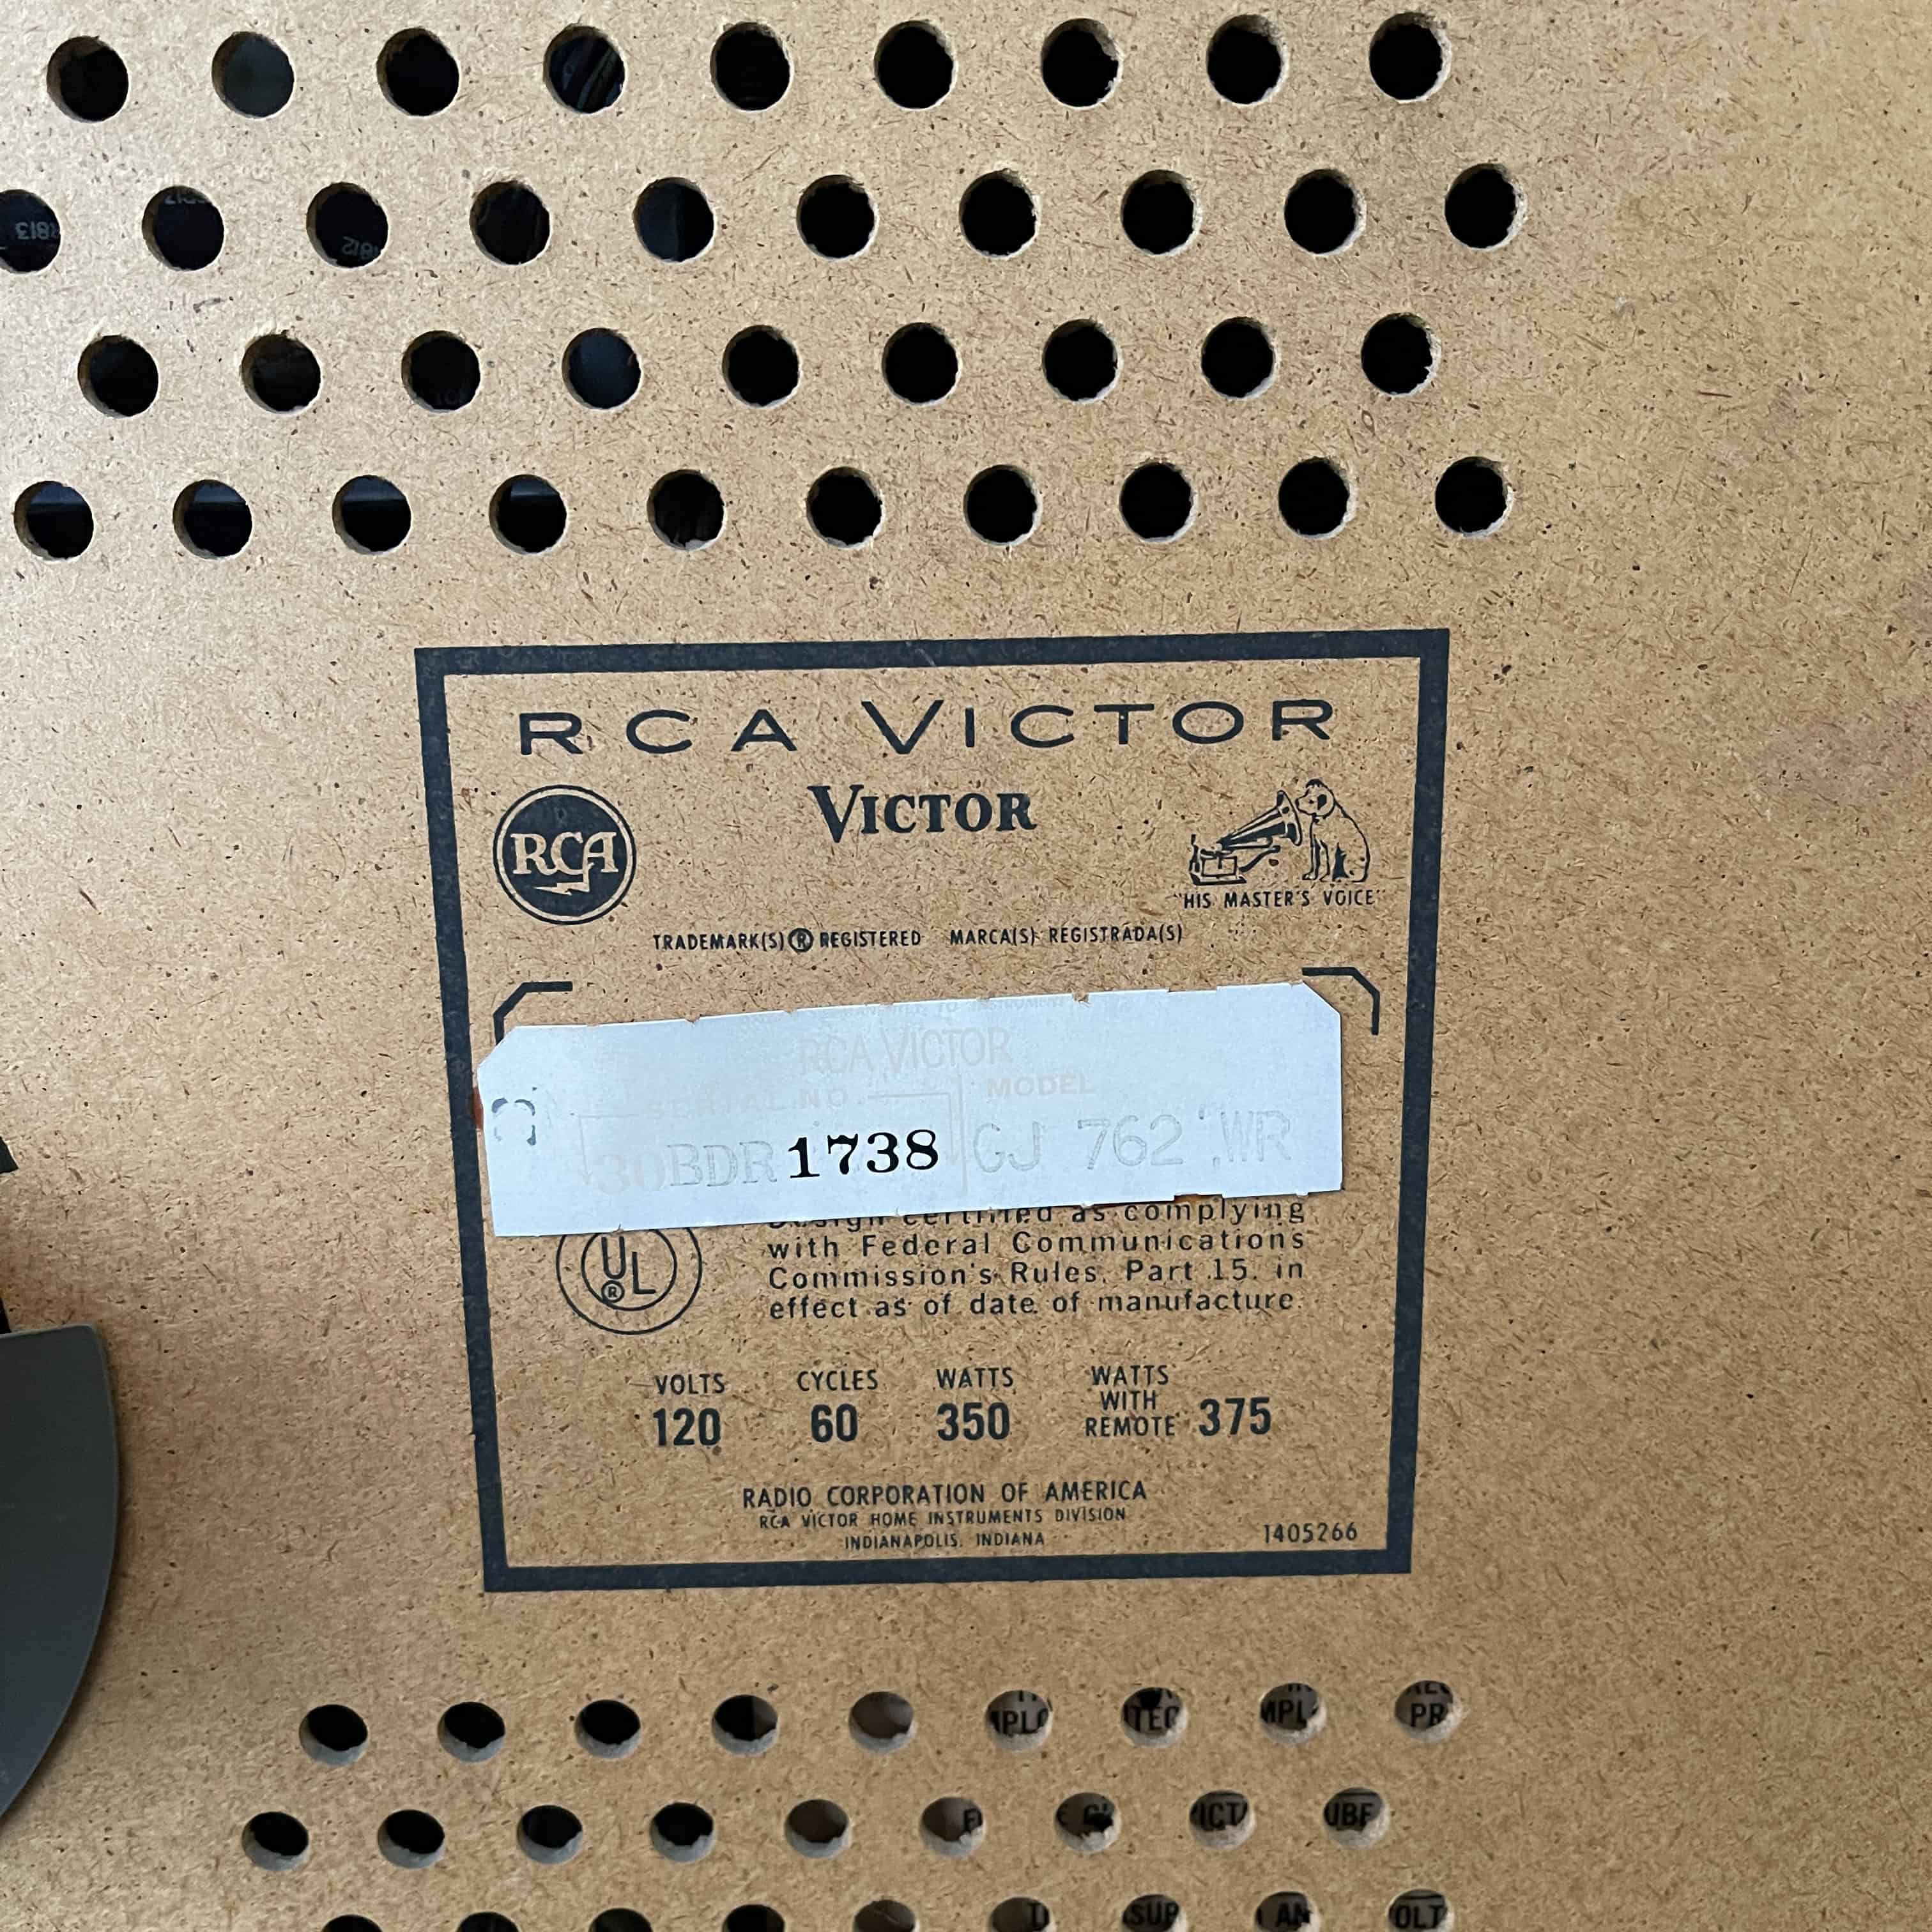 RCA VICTOR
VICTOR
RCA
"HIS MASTER'S VOICE"
TRADEMARK(S) ® REGISTERED MARCA(S) REGISTRADA(S)
RCA VICTOR
SERIAL NO. MODEL
30BDR 1738 GJ 762 WR
Design certified as complying
with Federal Communications
Commission's Rules, Part 15, in
effect as of date of manufacture.
UL
®
VOLTS CYCLES WATTS WATTS WITH REMOTE
120 60 350 375
RADIO CORPORATION OF AMERICA
RCA VICTOR HOME INSTRUMENTS DIVISION
INDIANAPOLIS, INDIANA
1405266